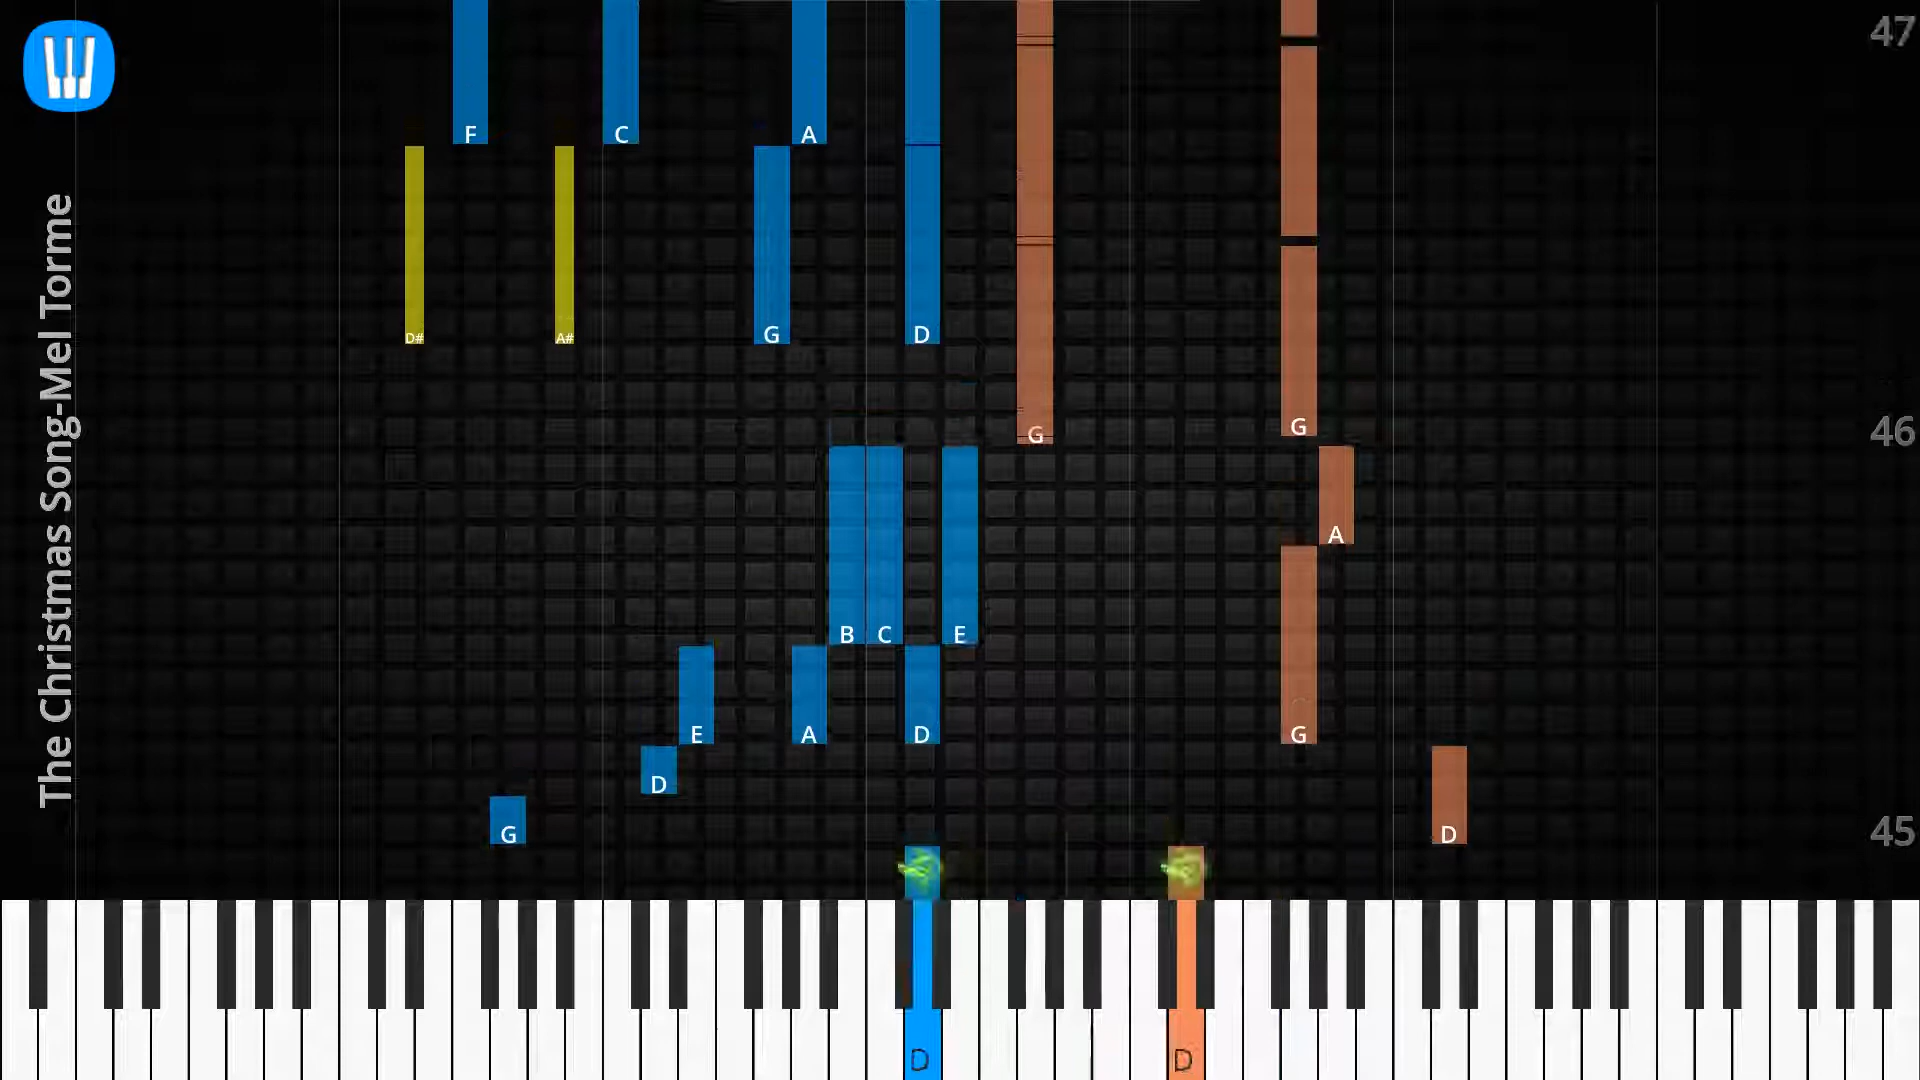 47
F C A
D# A# G D
The Christmas Song-Mel Torme
G G
46
A
B C E
E A D G
D
G D
45
D D